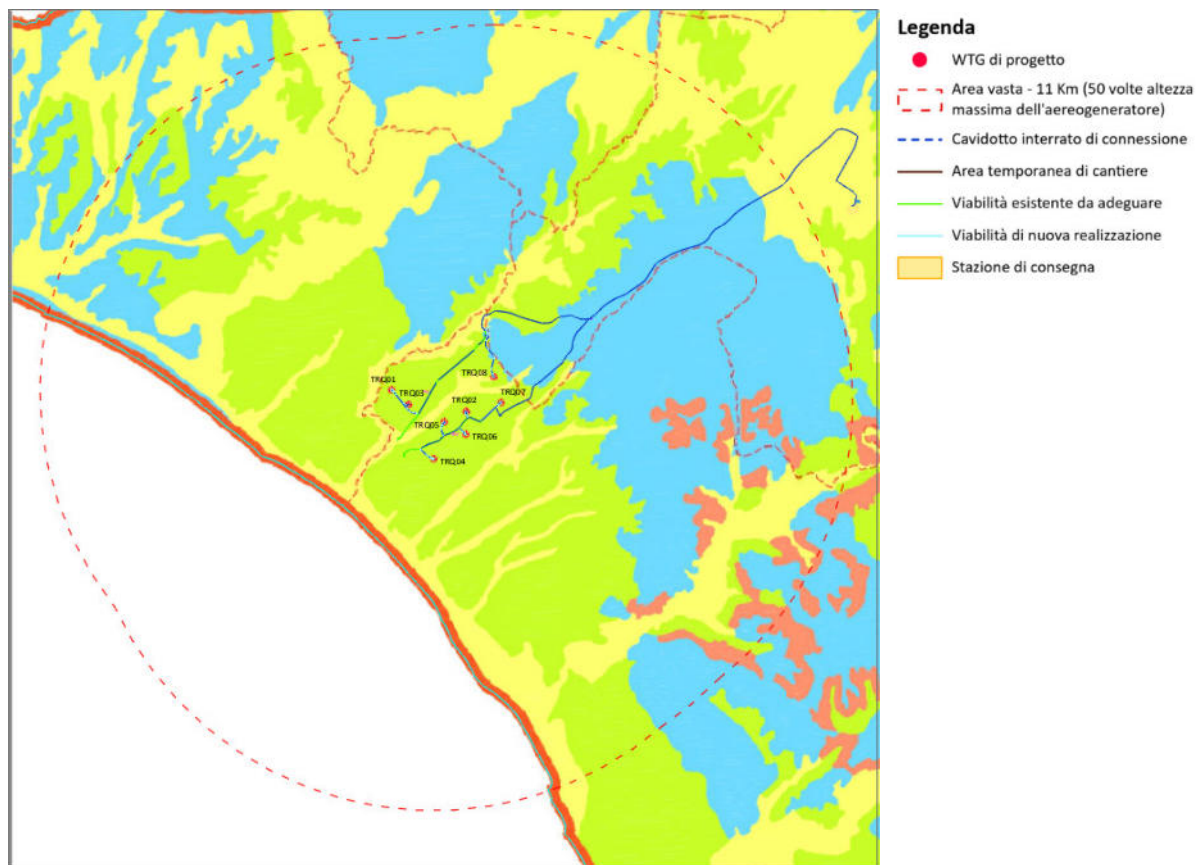 Legenda
WTG di progetto
Area vasta - 11 Km (50 volte altezza
massima dell'aereogeneratore)
Cavidotto interrato di connessione
Area temporanea di cantiere
Viabilità esistente da adeguare
Viabilità di nuova realizzazione
Stazione di consegna
TRQ08
TRQ01
TRQ03
TRQ07
TRQ02
TRQ05
TRQ06
TRQ04